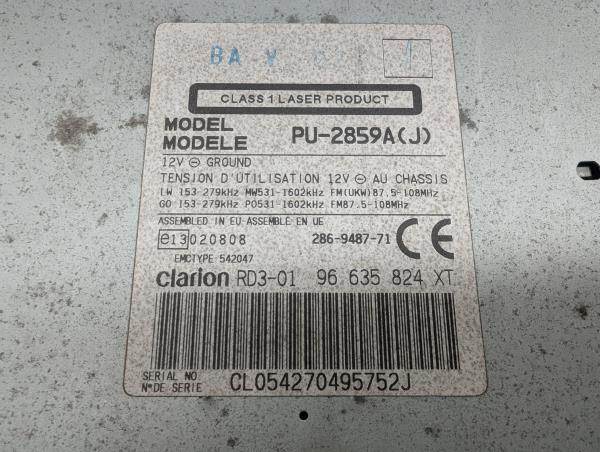 BA V
CLASS 1 LASER PRODUCT
MODEL
MODELE PU-2859A(J)
12V ⊖ GROUND
TENSION D'UTILISATION 12V ⊖ AU CHASSIS
LW 153-279kHz MW531-1602kHz FM(UKW)87.5-108MHz
GO 153-279kHz PO531-1602kHz FM87.5-108MHz
ASSEMBLED IN EU ASSEMBLE EN UE
e13 020808 286-9487-71 CE
EMCTYPE 542047
clarion RD3-01 96 635 824 XT
SERIAL NO
N° DE SERIE CL054270495752J